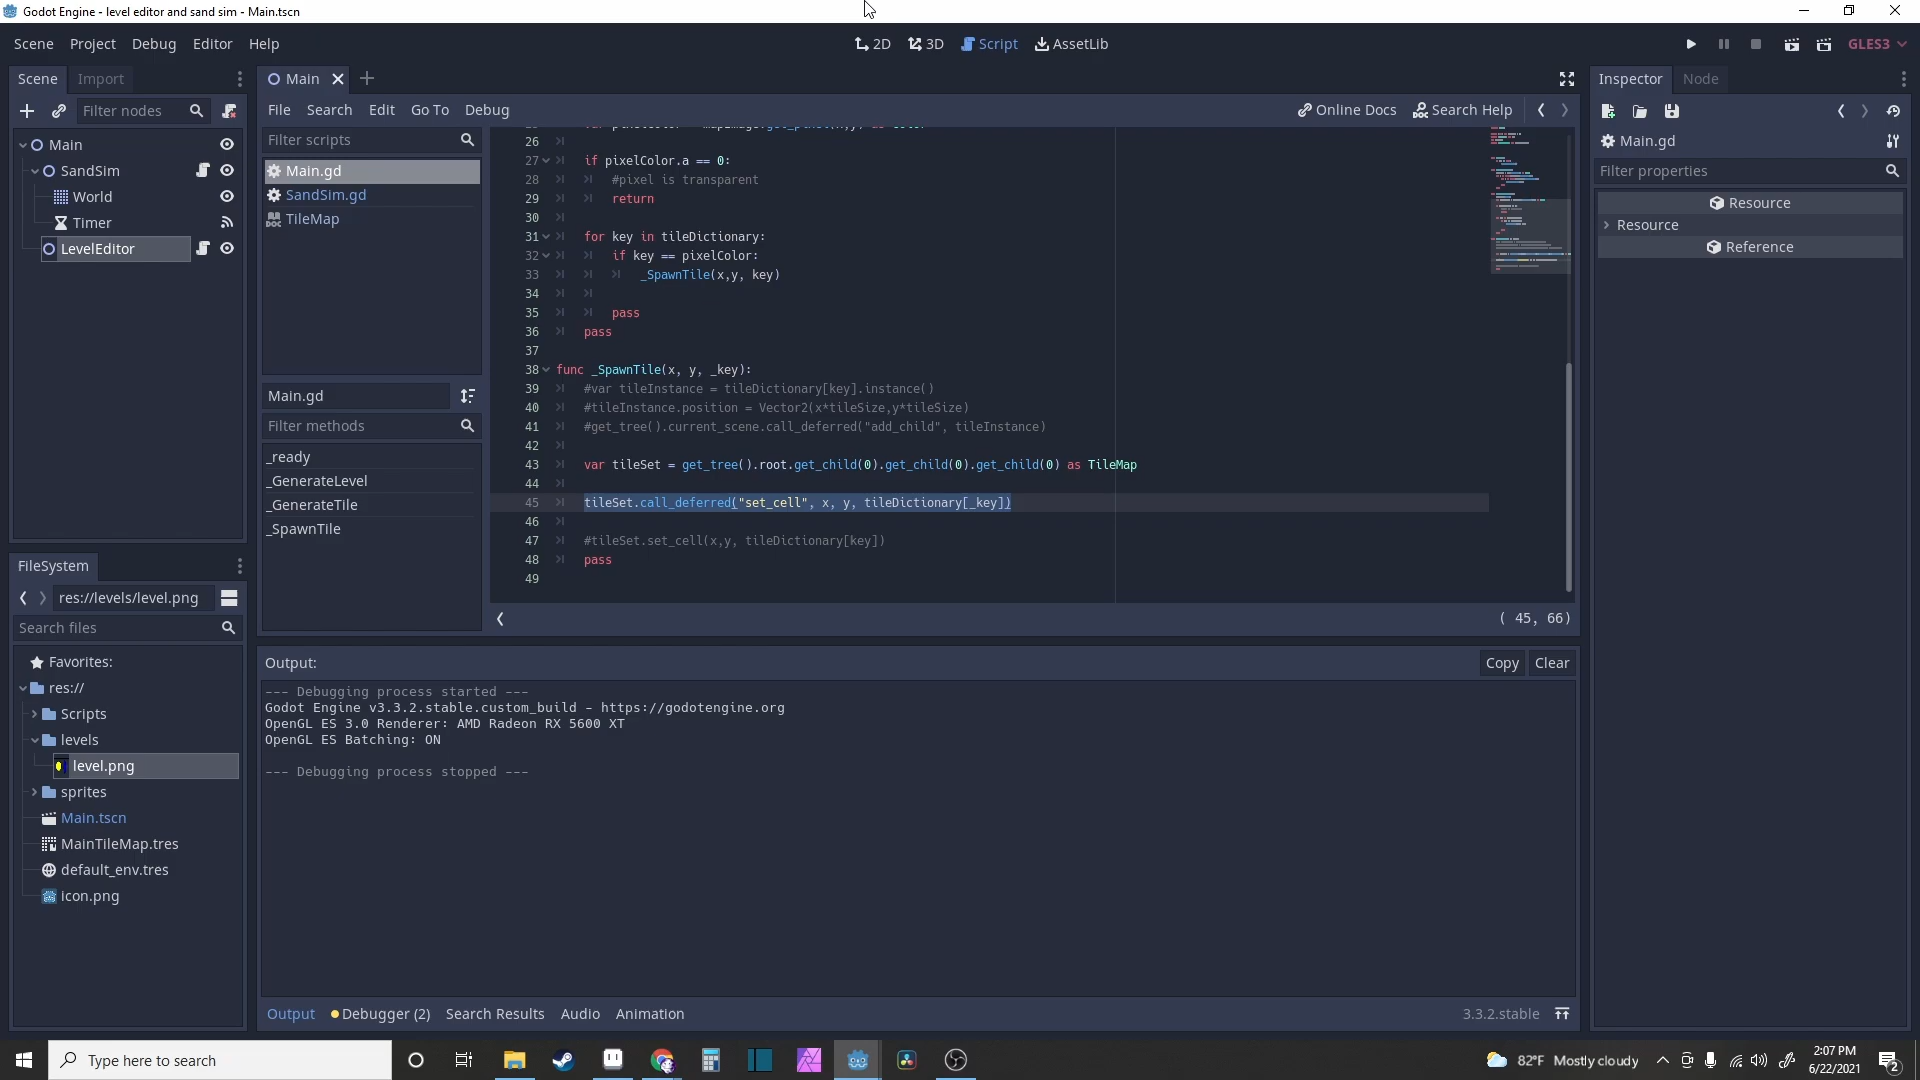 Godot Engine - level editor and sand sim - Main.tscn
Scene Project Debug Editor Help
2D 3D Script AssetLib
GLES3
Scene Import
Filter nodes
Main
SandSim
World
Timer
LevelEditor
FileSystem
res://levels/level.png
Search files
Favorites:
res://
Scripts
levels
level.png
sprites
Main.tscn
MainTileMap.tres
default_env.tres
icon.png
Main
File Search Edit Go To Debug
Online Docs Search Help
Filter scripts
Main.gd
SandSim.gd
TileMap
Main.gd
Filter methods
_ready
_GenerateLevel
_GenerateTile
_SpawnTile
26
27 if pixelColor.a == 0:
28 #pixel is transparent
29 return
30
31 for key in tileDictionary:
32 if key == pixelColor:
33 _SpawnTile(x,y, key)
34
35 pass
36 pass
37
38 func _SpawnTile(x, y, _key):
39 #var tileInstance = tileDictionary[key].instance()
40 #tileInstance.position = Vector2(x*tileSize,y*tileSize)
41 #get_tree().current_scene.call_deferred("add_child", tileInstance)
42
43 var tileSet = get_tree().root.get_child(0).get_child(0).get_child(0) as TileMap
44
45 tileSet.call_deferred("set_cell", x, y, tileDictionary[_key])
46
47 #tileSet.set_cell(x,y, tileDictionary[key])
48 pass
49
( 45, 66)
Output:
Copy Clear
--- Debugging process started ---
Godot Engine v3.3.2.stable.custom_build - https://godotengine.org
OpenGL ES 3.0 Renderer: AMD Radeon RX 5600 XT
OpenGL ES Batching: ON
--- Debugging process stopped ---
Output Debugger (2) Search Results Audio Animation
3.3.2.stable
Inspector Node
Main.gd
Filter properties
Resource
Resource
Reference
Type here to search
82°F Mostly cloudy
2:07 PM
6/22/2021
2